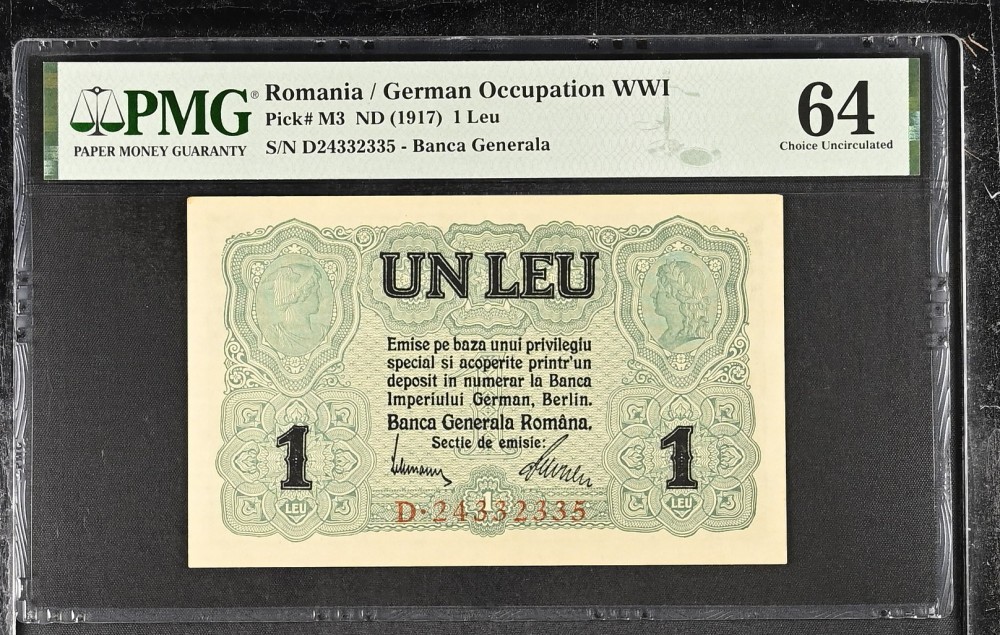 PMG®
PAPER MONEY GUARANTY
Romania / German Occupation WWI
Pick# M3 ND (1917) 1 Leu
S/N D24332335 - Banca Generala
64
Choice Uncirculated
UN LEU
Emise pe baza unui privilegiu
special si acoperite printr'un
deposit in numerar la Banca
Imperiului German, Berlin.
Banca Generala Româna.
Sectie de emisie:
1
1
LEU
1
LEU
D·24332335